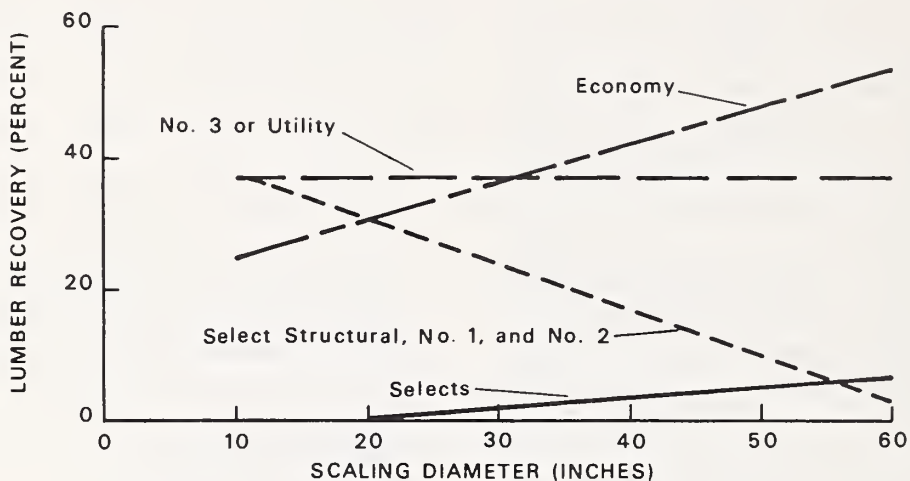 LUMBER RECOVERY (PERCENT)
60
40
20
0
Economy
No. 3 or Utility
Select Structural, No. 1, and No. 2
Selects
0 10 20 30 40 50 60
SCALING DIAMETER (INCHES)